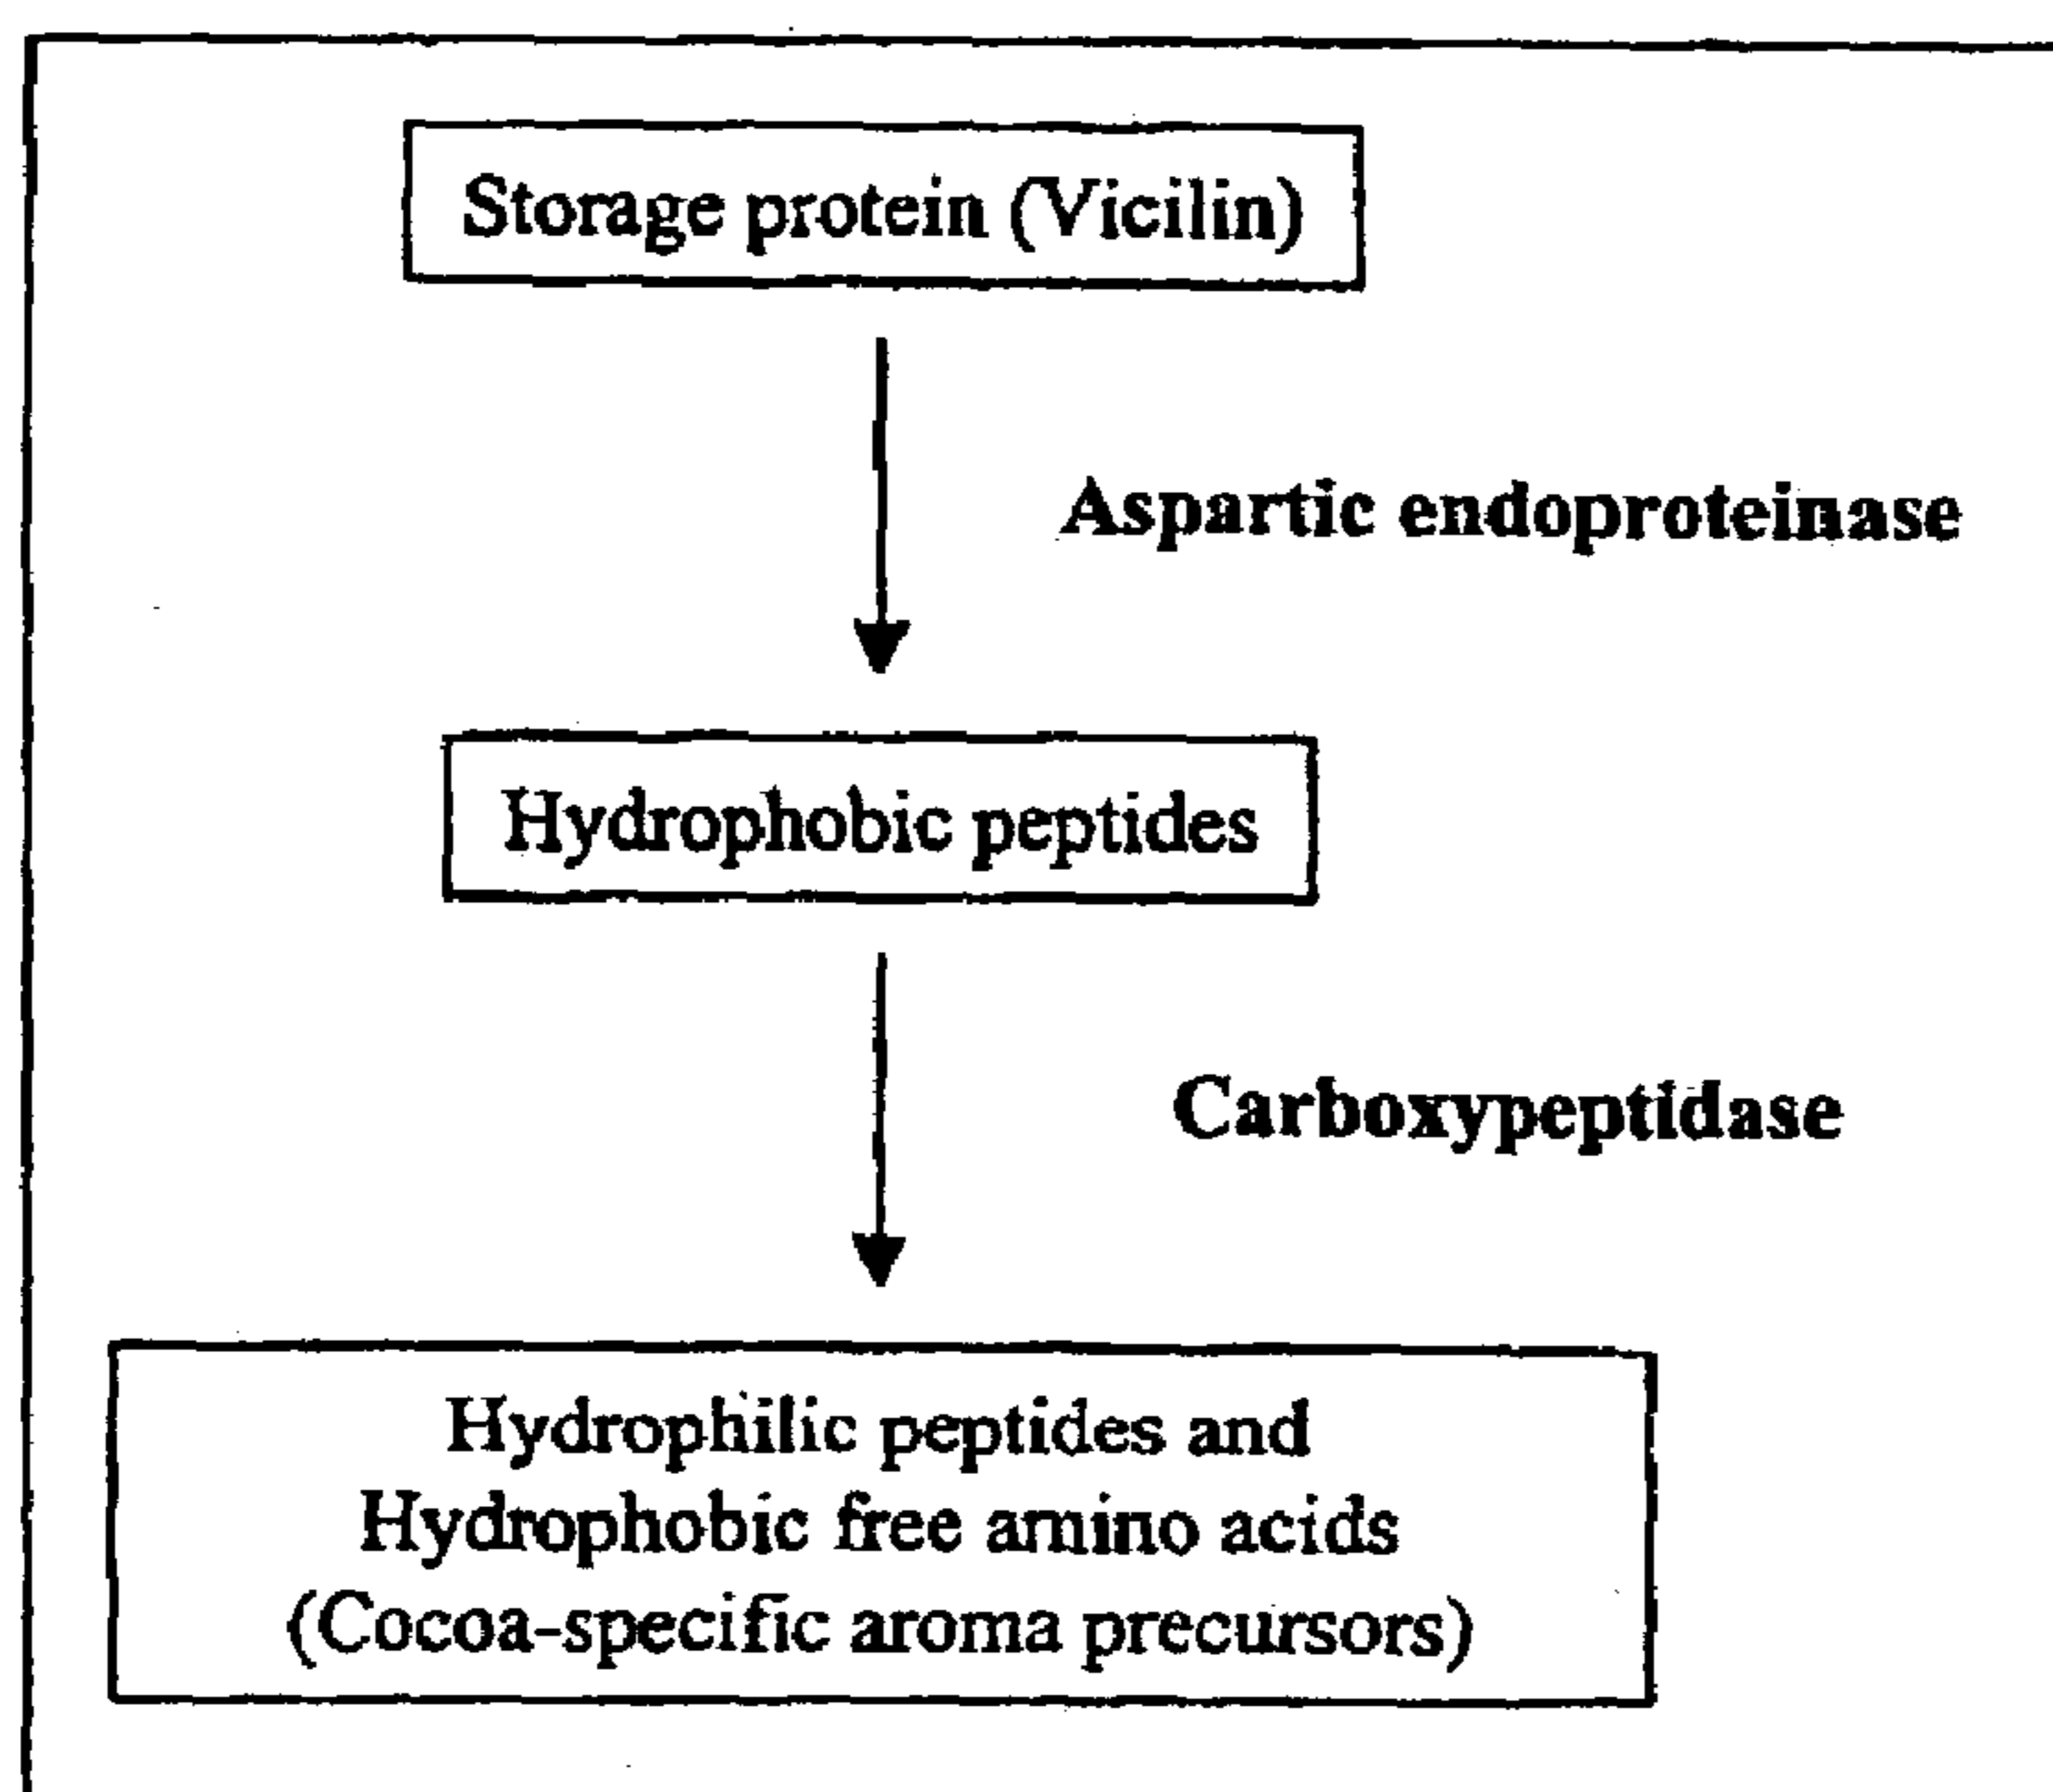 Storage protein (Vicilin)
Aspartic endoproteinase
Hydrophobic peptides
Carboxypeptidase
Hydrophilic peptides and
Hydrophobic free amino acids
(Cocoa-specific aroma precursors)